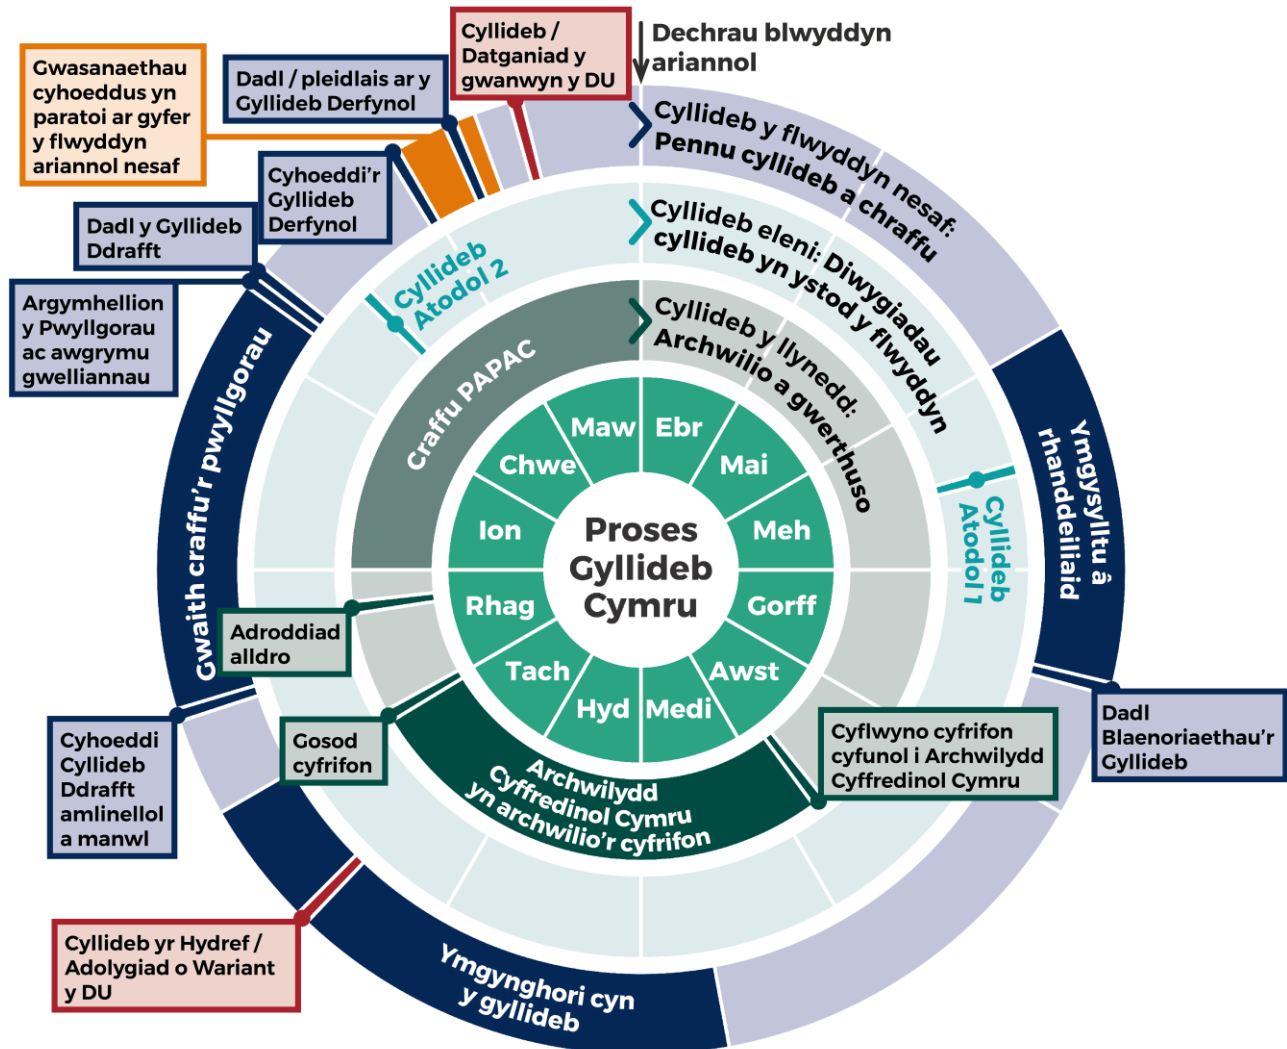 Cyllideb /
Datganiad y
gwanwyn y DU
Dechrau blwyddyn
ariannol
Gwasanaethau
cyhoeddus yn
paratoi ar gyfer
y flwyddyn
ariannol nesaf
Dadl / pleidlais ar y
Gyllideb Derfynol
Cyhoeddi'r
Gyllideb
Derfynol
Dadl y Gyllideb
Ddrafft
Argymhellion
y Pwyllgorau
ac awgrymu
gwelliannau
Cyllideb y flwyddyn nesaf:
Pennu cyllideb a chraffu
Cyllideb eleni: Diwygiadau
cyllideb yn ystod y flwyddyn
Cyllideb y llynedd:
Archwilio a gwerthuso
Cyllideb
Atodol 2
Craffu PAPAC
Gwaith craffu'r pwyllgorau
Ymgysylltu â
rhanddeiliaid
Cyllideb
Atodol 1
Maw
Ebr
Chwe
Mai
Ion
Meh
Rhag
Gorff
Tach
Awst
Hyd
Medi
Proses
Gyllideb
Cymru
Adroddiad
alldro
Gosod
cyfrifon
Cyflwyno cyfrifon
cyfunol i Archwilydd
Cyffredinol Cymru
Dadl
Blaenoriaethau'r
Gyllideb
Archwilydd
Cyffredinol Cymru
yn archwilio'r cyfrifon
Cyhoeddi
Cyllideb
Ddrafft
amlinellol
a manwl
Cyllideb yr Hydref /
Adolygiad o Wariant
y DU
Ymgynghori cyn
y gyllideb